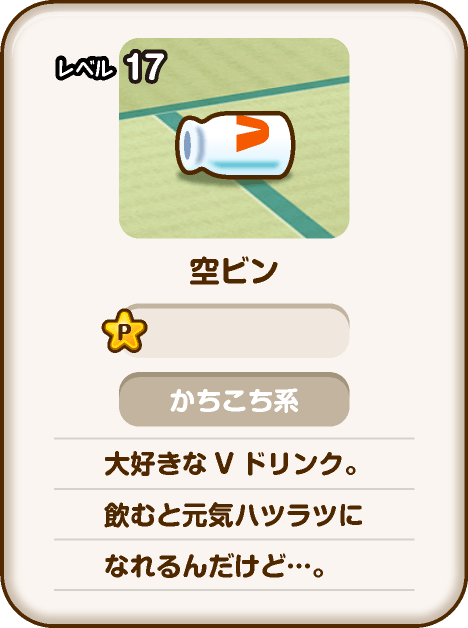 レベル 17
V
空ビン
P
かちこち系
大好きな V ドリンク。
飲むと元気ハツラツに
なれるんだけど…。